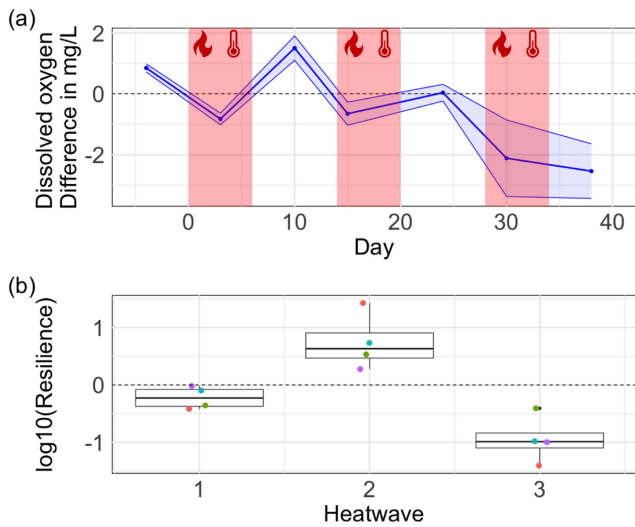 (a)
Dissolved oxygen
Difference in mg/L
2
0
-2
0
10
20
30
40
Day
(b)
log10(Resilience)
1
0
-1
1
2
3
Heatwave